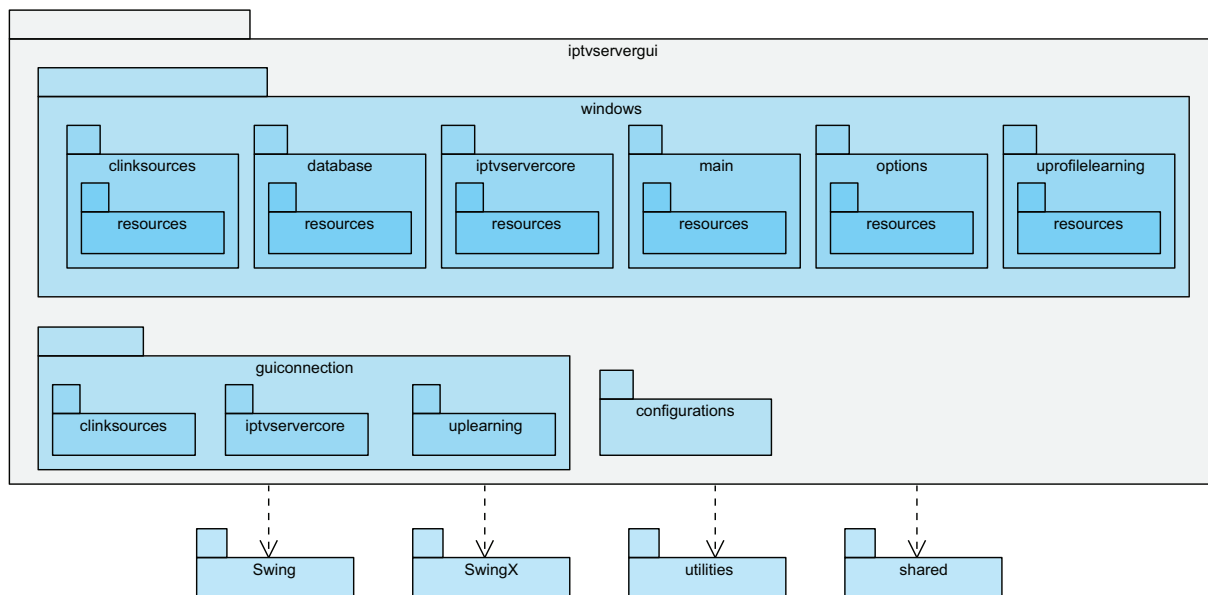 iptvservergui
windows
clinksources
database
iptvservercore
main
options
uprofilelearning
resources
resources
resources
resources
resources
resources
guiconnection
clinksources
iptvservercore
uplearning
configurations
Swing
SwingX
utilities
shared